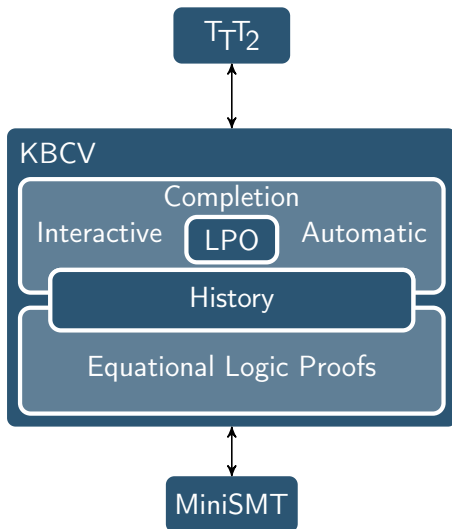 TTT2
KBCV
Completion
Interactive LPO Automatic
History
Equational Logic Proofs
MiniSMT